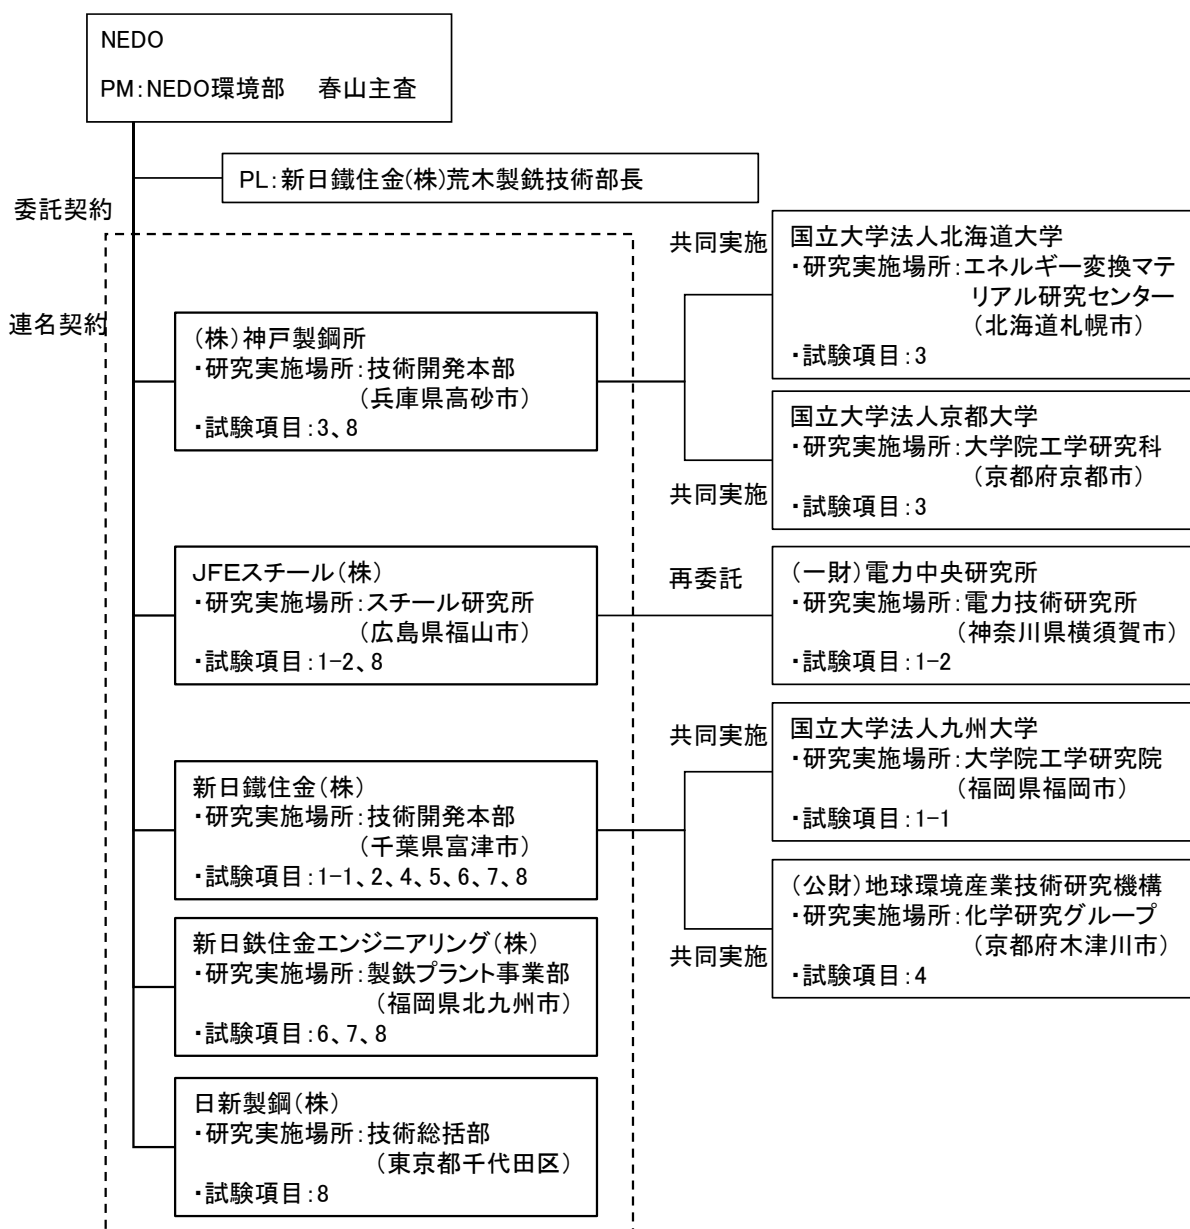 NEDO
PM:NEDO環境部 春山主査
PL:新日鐵住金(株)荒木製銑技術部長
委託契約
連名契約
(株)神戸製鋼所
・研究実施場所:技術開発本部
(兵庫県高砂市)
・試験項目:3、8
共同実施
国立大学法人北海道大学
・研究実施場所:エネルギー変換マテ
リアル研究センター
(北海道札幌市)
・試験項目:3
共同実施
国立大学法人京都大学
・研究実施場所:大学院工学研究科
(京都府京都市)
・試験項目:3
JFEスチール(株)
・研究実施場所:スチール研究所
(広島県福山市)
・試験項目:1-2、8
再委託
(一財)電力中央研究所
・研究実施場所:電力技術研究所
(神奈川県横須賀市)
・試験項目:1-2
新日鐵住金(株)
・研究実施場所:技術開発本部
(千葉県富津市)
・試験項目:1-1、2、4、5、6、7、8
共同実施
国立大学法人九州大学
・研究実施場所:大学院工学研究院
(福岡県福岡市)
・試験項目:1-1
共同実施
(公財)地球環境産業技術研究機構
・研究実施場所:化学研究グループ
(京都府木津川市)
・試験項目:4
新日鉄住金エンジニアリング(株)
・研究実施場所:製鉄プラント事業部
(福岡県北九州市)
・試験項目:6、7、8
日新製鋼(株)
・研究実施場所:技術総括部
(東京都千代田区)
・試験項目:8